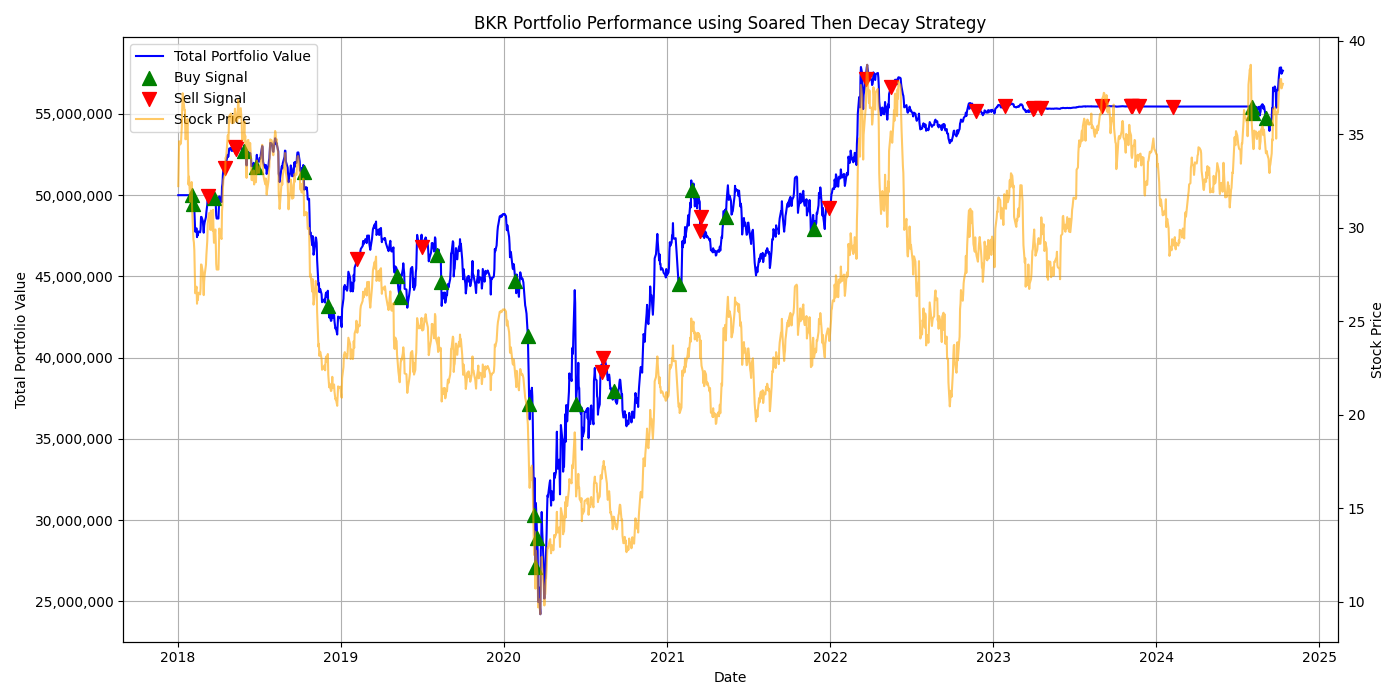 BKR Portfolio Performance using Soared Then Decay Strategy
Total Portfolio Value
Buy Signal
Sell Signal
Stock Price
Total Portfolio Value
55,000,000
50,000,000
45,000,000
40,000,000
35,000,000
30,000,000
25,000,000
40
35
30
25
20
15
10
Stock Price
2018
2019
2020
2021
2022
2023
2024
2025
Date